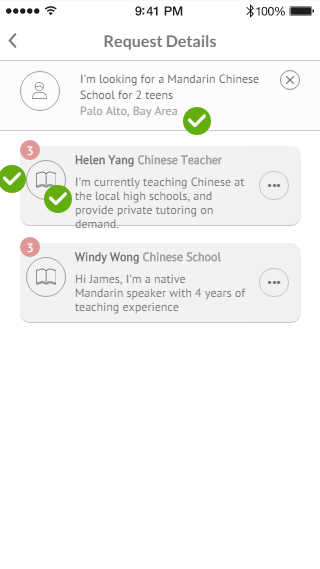 9:41 PM
100%
Request Details
I'm looking for a Mandarin Chinese
School for 2 teens
Palo Alto, Bay Area
3
Helen Yang Chinese Teacher
I'm currently teaching Chinese at
the local high schools, and
provide private tutoring on
demand.
3
Windy Wong Chinese School
Hi James, I'm a native
Mandarin speaker with 4 years of
teaching experience